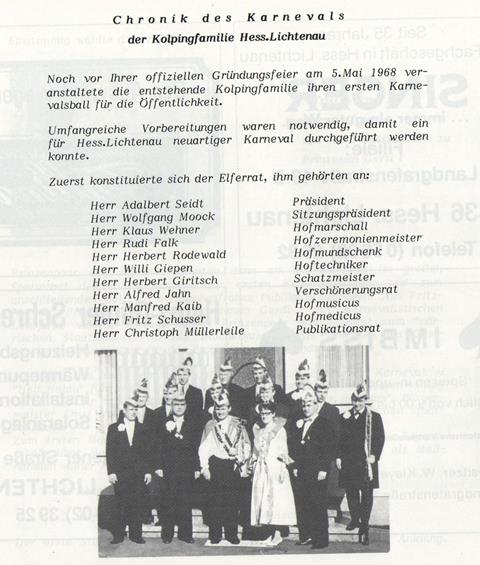 Chronik des Karnevals
der Kolpingfamilie Hess.Lichtenau
Noch vor Ihrer offiziellen Gründungsfeier am 5.Mai 1968 ver-
anstaltete die entstehende Kolpingfamilie ihren ersten Karne-
valsball für die Öffentlichkeit.
Umfangreiche Vorbereitungen waren notwendig, damit ein
für Hess.Lichtenau neuartiger Karneval durchgeführt werden
konnte.
Zuerst konstituierte sich der Elferrat, ihm gehörten an:
Herr Adalbert Seidt Präsident
Herr Wolfgang Moock Sitzungspräsident
Herr Klaus Wehner Hofmarschall
Herr Rudi Falk Hofzeremonienmeister
Herr Herbert Rodewald Hofmundschenk
Herr Willi Giepen Hoftechniker
Herr Herbert Giritsch Schatzmeister
Herr Alfred Jahn Verschönerungsrat
Herr Manfred Kaib Hofmusicus
Herr Fritz Schusser Hofmedicus
Herr Christoph Müllerleile Publikationsrat